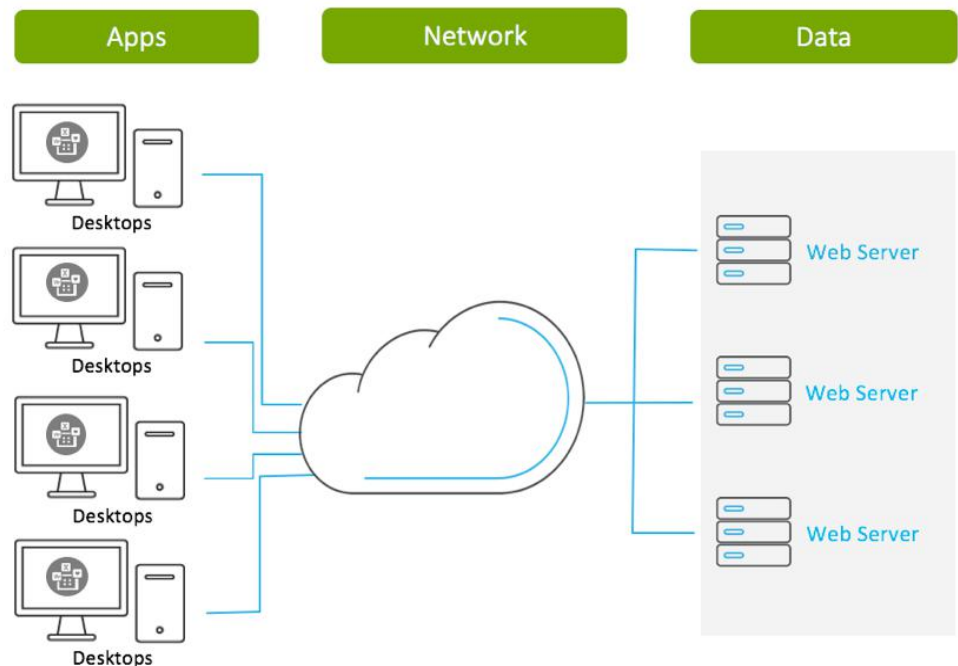 Apps
Network
Data
Desktops
Desktops
Desktops
Desktops
Web Server
Web Server
Web Server